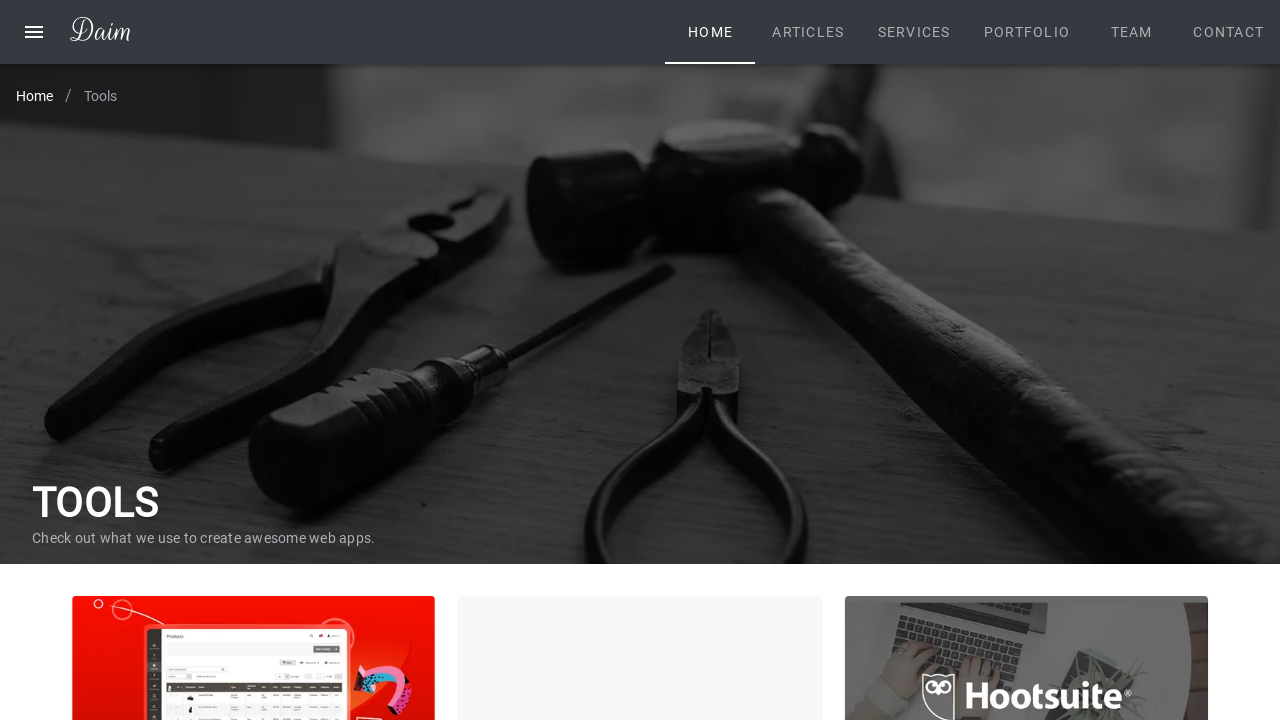 Daim
HOME
ARTICLES
SERVICES
PORTFOLIO
TEAM
CONTACT
Home / Tools
TOOLS
Check out what we use to create awesome web apps.
Products
Hootsuite®